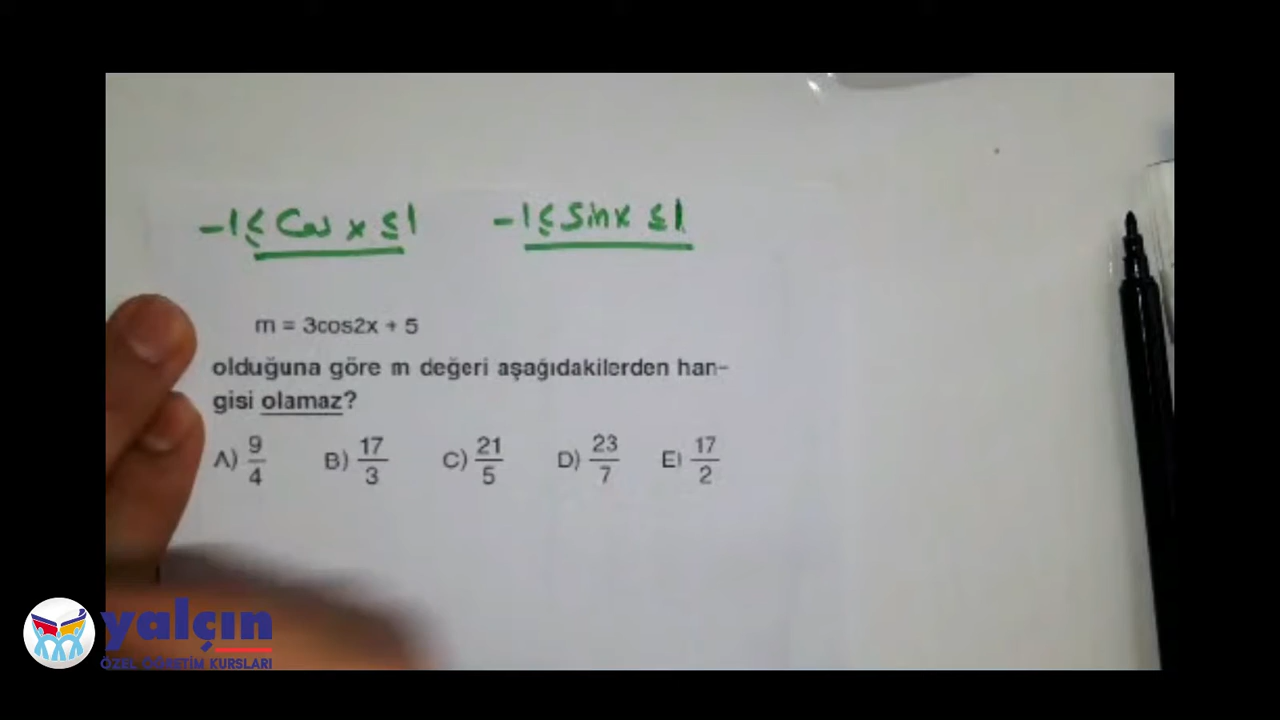 -1 ≤ Cos x ≤ 1 -1 ≤ Sinx ≤ 1
m = 3cos2x + 5
olduğuna göre m değeri aşağıdakilerden han-
gisi olamaz?
A) 9/4 B) 17/3 C) 21/5 D) 23/7 E) 17/2
yalçın
ÖZEL ÖĞRETİM KURSLARI